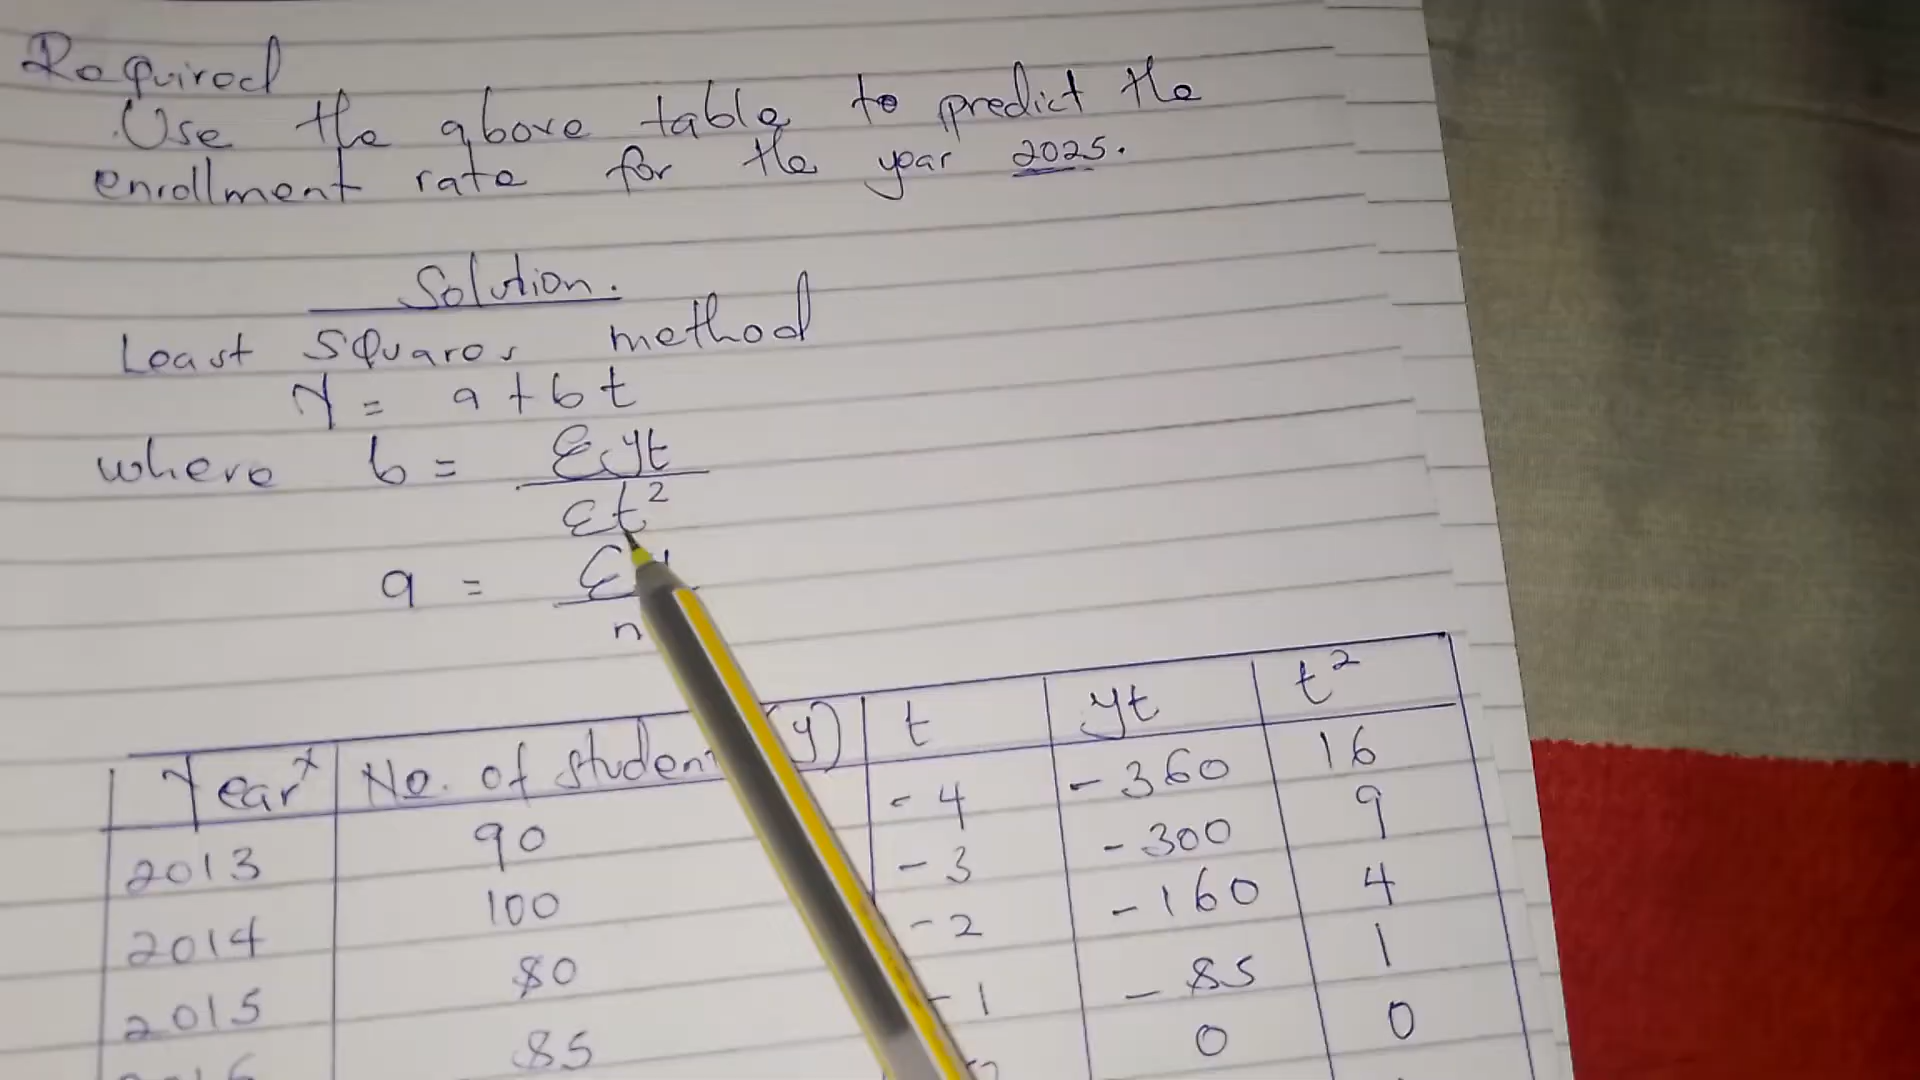 Required
Use the above table to predict the
enrollment rate for the year 2025.
Solution.
Least Squares method
Y = a + b t
where b = Σyt
Σt²
a = Σ
n
Year x No. of student (y) t yt t²
2013 90 -4 -360 16
2014 100 -3 -300 9
2015 80 -2 -160 4
85 -1 -85 1
0 0